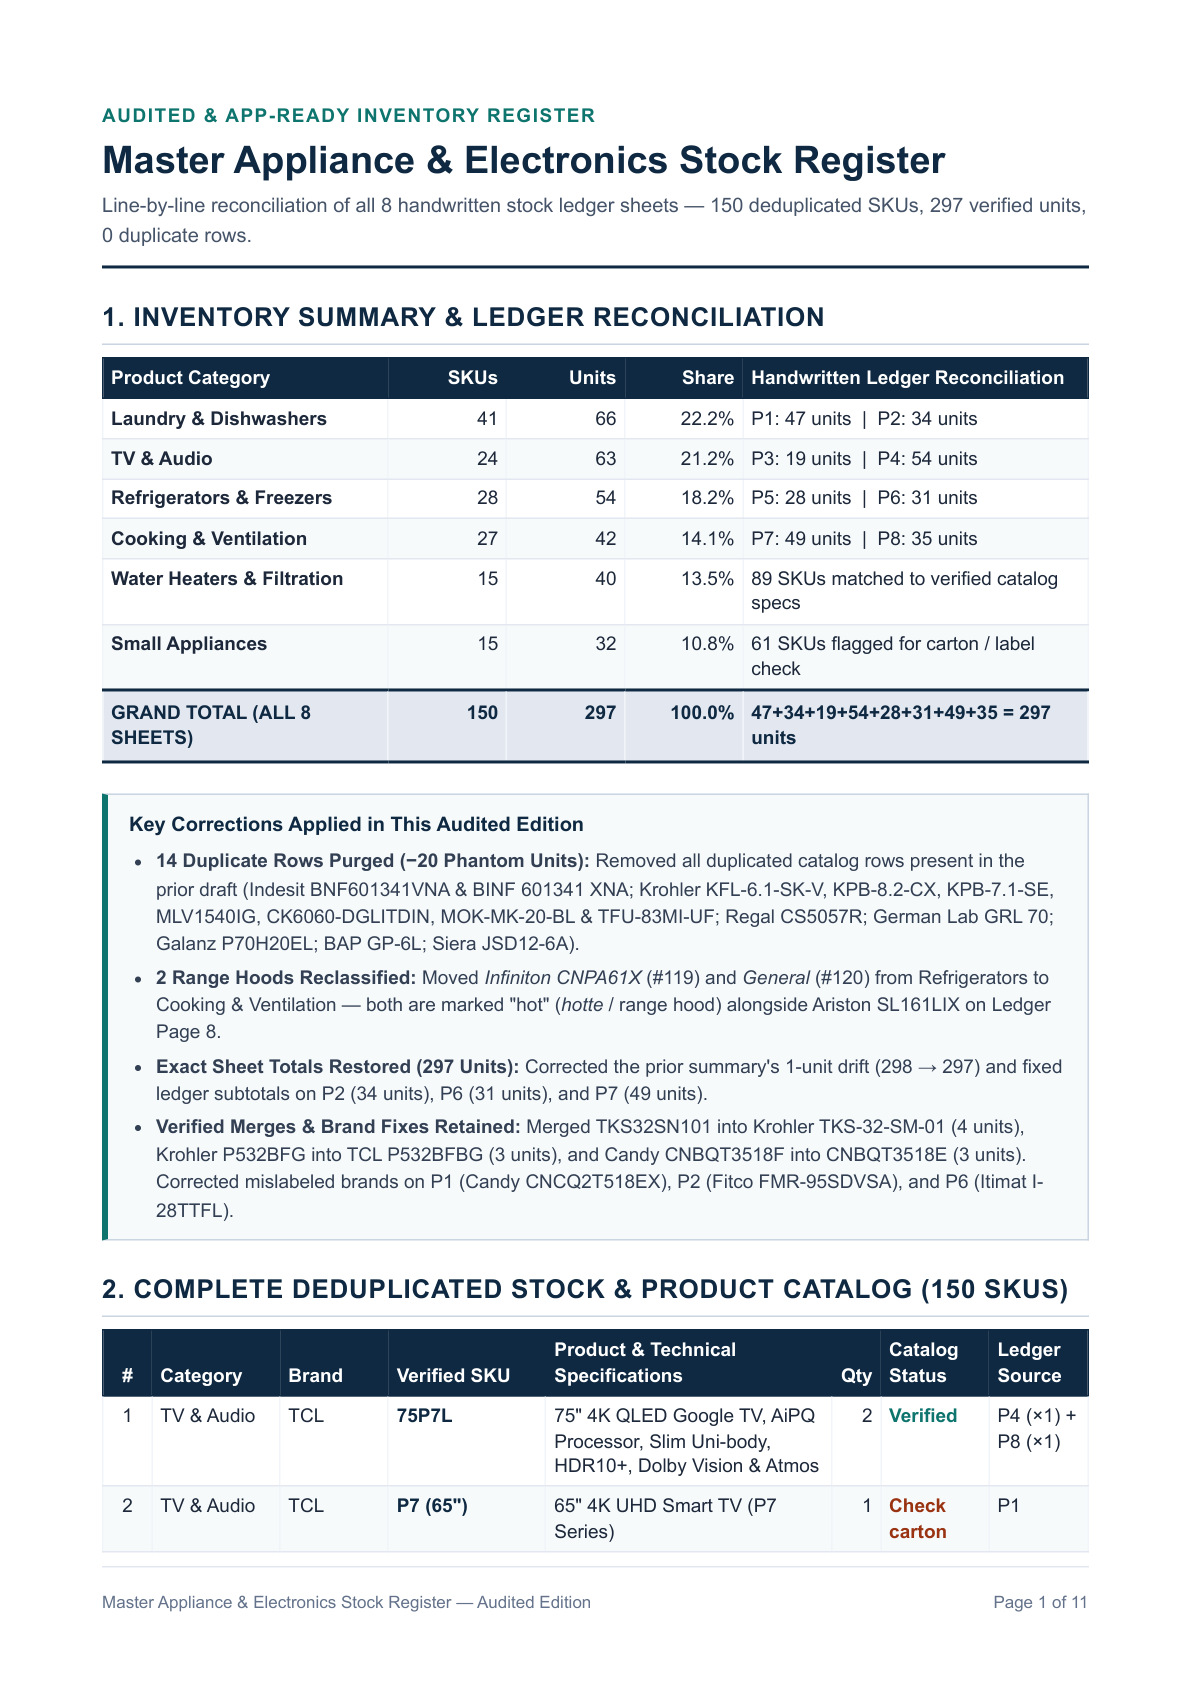 AUDITED & APP-READY INVENTORY REGISTER
Master Appliance & Electronics Stock Register
Line-by-line reconciliation of all 8 handwritten stock ledger sheets — 150 deduplicated SKUs, 297 verified units,
0 duplicate rows.
1. INVENTORY SUMMARY & LEDGER RECONCILIATION
Product Category SKUs Units Share Handwritten Ledger Reconciliation
Laundry & Dishwashers 41 66 22.2% P1: 47 units | P2: 34 units
TV & Audio 24 63 21.2% P3: 19 units | P4: 54 units
Refrigerators & Freezers 28 54 18.2% P5: 28 units | P6: 31 units
Cooking & Ventilation 27 42 14.1% P7: 49 units | P8: 35 units
Water Heaters & Filtration 15 40 13.5% 89 SKUs matched to verified catalog
specs
Small Appliances 15 32 10.8% 61 SKUs flagged for carton / label
check
GRAND TOTAL (ALL 8 150 297 100.0% 47+34+19+54+28+31+49+35 = 297
SHEETS) units
Key Corrections Applied in This Audited Edition
• 14 Duplicate Rows Purged (−20 Phantom Units): Removed all duplicated catalog rows present in the
prior draft (Indesit BNF601341VNA & BINF 601341 XNA; Krohler KFL-6.1-SK-V, KPB-8.2-CX, KPB-7.1-SE,
MLV1540IG, CK6060-DGLITDIN, MOK-MK-20-BL & TFU-83MI-UF; Regal CS5057R; German Lab GRL 70;
Galanz P70H20EL; BAP GP-6L; Siera JSD12-6A).
• 2 Range Hoods Reclassified: Moved Infiniton CNPA61X (#119) and General (#120) from Refrigerators to
Cooking & Ventilation — both are marked "hot" (hotte / range hood) alongside Ariston SL161LIX on Ledger
Page 8.
• Exact Sheet Totals Restored (297 Units): Corrected the prior summary's 1-unit drift (298 → 297) and fixed
ledger subtotals on P2 (34 units), P6 (31 units), and P7 (49 units).
• Verified Merges & Brand Fixes Retained: Merged TKS32SN101 into Krohler TKS-32-SM-01 (4 units),
Krohler P532BFG into TCL P532BFBG (3 units), and Candy CNBQT3518F into CNBQT3518E (3 units).
Corrected mislabeled brands on P1 (Candy CNCQ2T518EX), P2 (Fitco FMR-95SDVSA), and P6 (Itimat I-
28TTFL).
2. COMPLETE DEDUPLICATED STOCK & PRODUCT CATALOG (150 SKUS)
Product & Technical Catalog Ledger
# Category Brand Verified SKU Specifications Qty Status Source
1 TV & Audio TCL 75P7L 75" 4K QLED Google TV, AiPQ 2 Verified P4 (×1) +
Processor, Slim Uni-body, P8 (×1)
HDR10+, Dolby Vision & Atmos
2 TV & Audio TCL P7 (65") 65" 4K UHD Smart TV (P7 1 Check P1
Series) carton
Master Appliance & Electronics Stock Register — Audited Edition Page 1 of 11